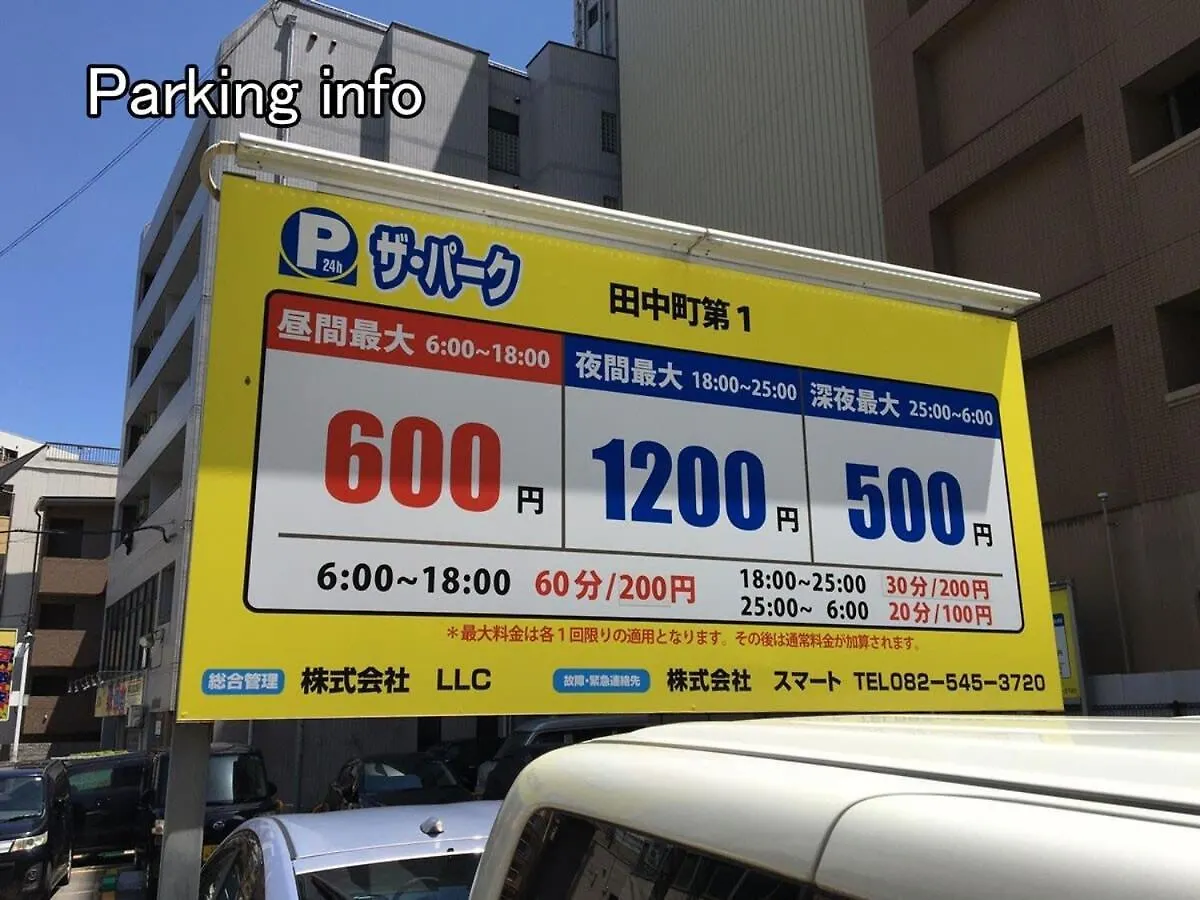 Parking info
P 24h ザ・パーク
田中町第1
昼間最大 6:00~18:00
600円
夜間最大 18:00~25:00
1200円
深夜最大 25:00~6:00
500円
6:00~18:00 60分/200円
18:00~25:00 30分/200円
25:00~ 6:00 20分/100円
*最大料金は各1回限りの適用となります。その後は通常料金が加算されます。
総合管理 株式会社 LLC
故障・緊急連絡先 株式会社 スマート TEL082-545-3720